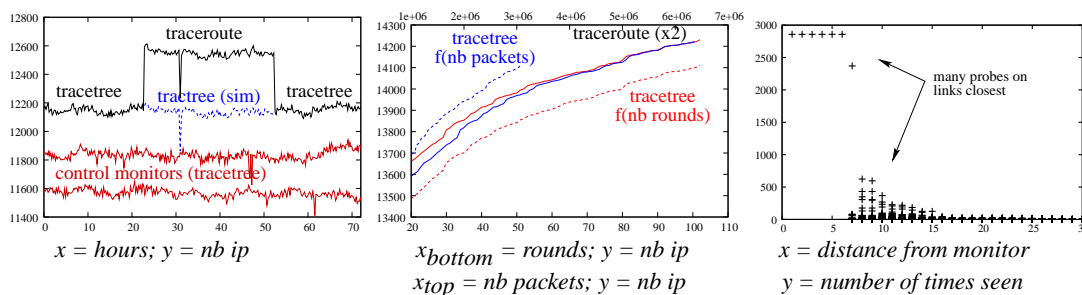 12800
12600
12400
12200
12000
11800
11600
11400
0 10 20 30 40 50 60 70
traceroute
tracetree
tractree (sim)
tracetree
control monitors (tracetree)
x = hours; y = nb ip
1e+06 2e+06 3e+06 4e+06 5e+06 6e+06 7e+06
14300
14200
14100
14000
13900
13800
13700
13600
13500
13400
20 30 40 50 60 70 80 90 100 110
tracetree
f(nb packets)
traceroute (x2)
tracetree
f(nb rounds)
xbottom = rounds; y = nb ip
xtop = nb packets; y = nb ip
3000
2500
2000
1500
1000
500
0
0 5 10 15 20 25 30
many probes on
links closest
x = distance from monitor
y = number of times seen